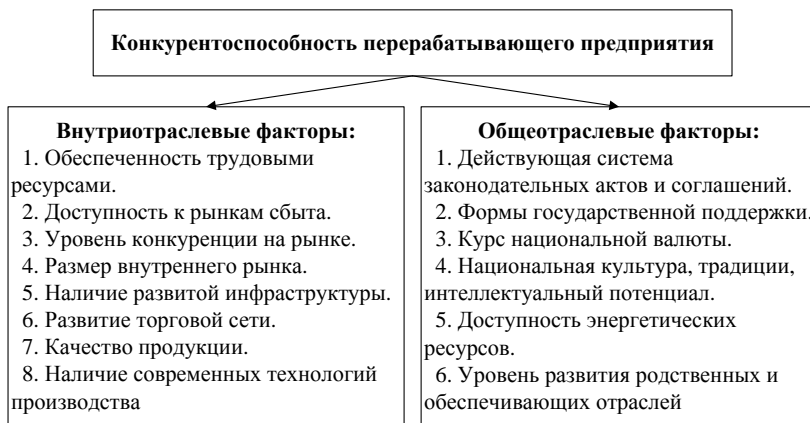 Конкурентоспособность перерабатывающего предприятия
Внутриотраслевые факторы:
1. Обеспеченность трудовыми
ресурсами.
2. Доступность к рынкам сбыта.
3. Уровень конкуренции на рынке.
4. Размер внутреннего рынка.
5. Наличие развитой инфраструктуры.
6. Развитие торговой сети.
7. Качество продукции.
8. Наличие современных технологий
производства
Общеотраслевые факторы:
1. Действующая система
законодательных актов и соглашений.
2. Формы государственной поддержки.
3. Курс национальной валюты.
4. Национальная культура, традиции,
интеллектуальный потенциал.
5. Доступность энергетических
ресурсов.
6. Уровень развития родственных и
обеспечивающих отраслей